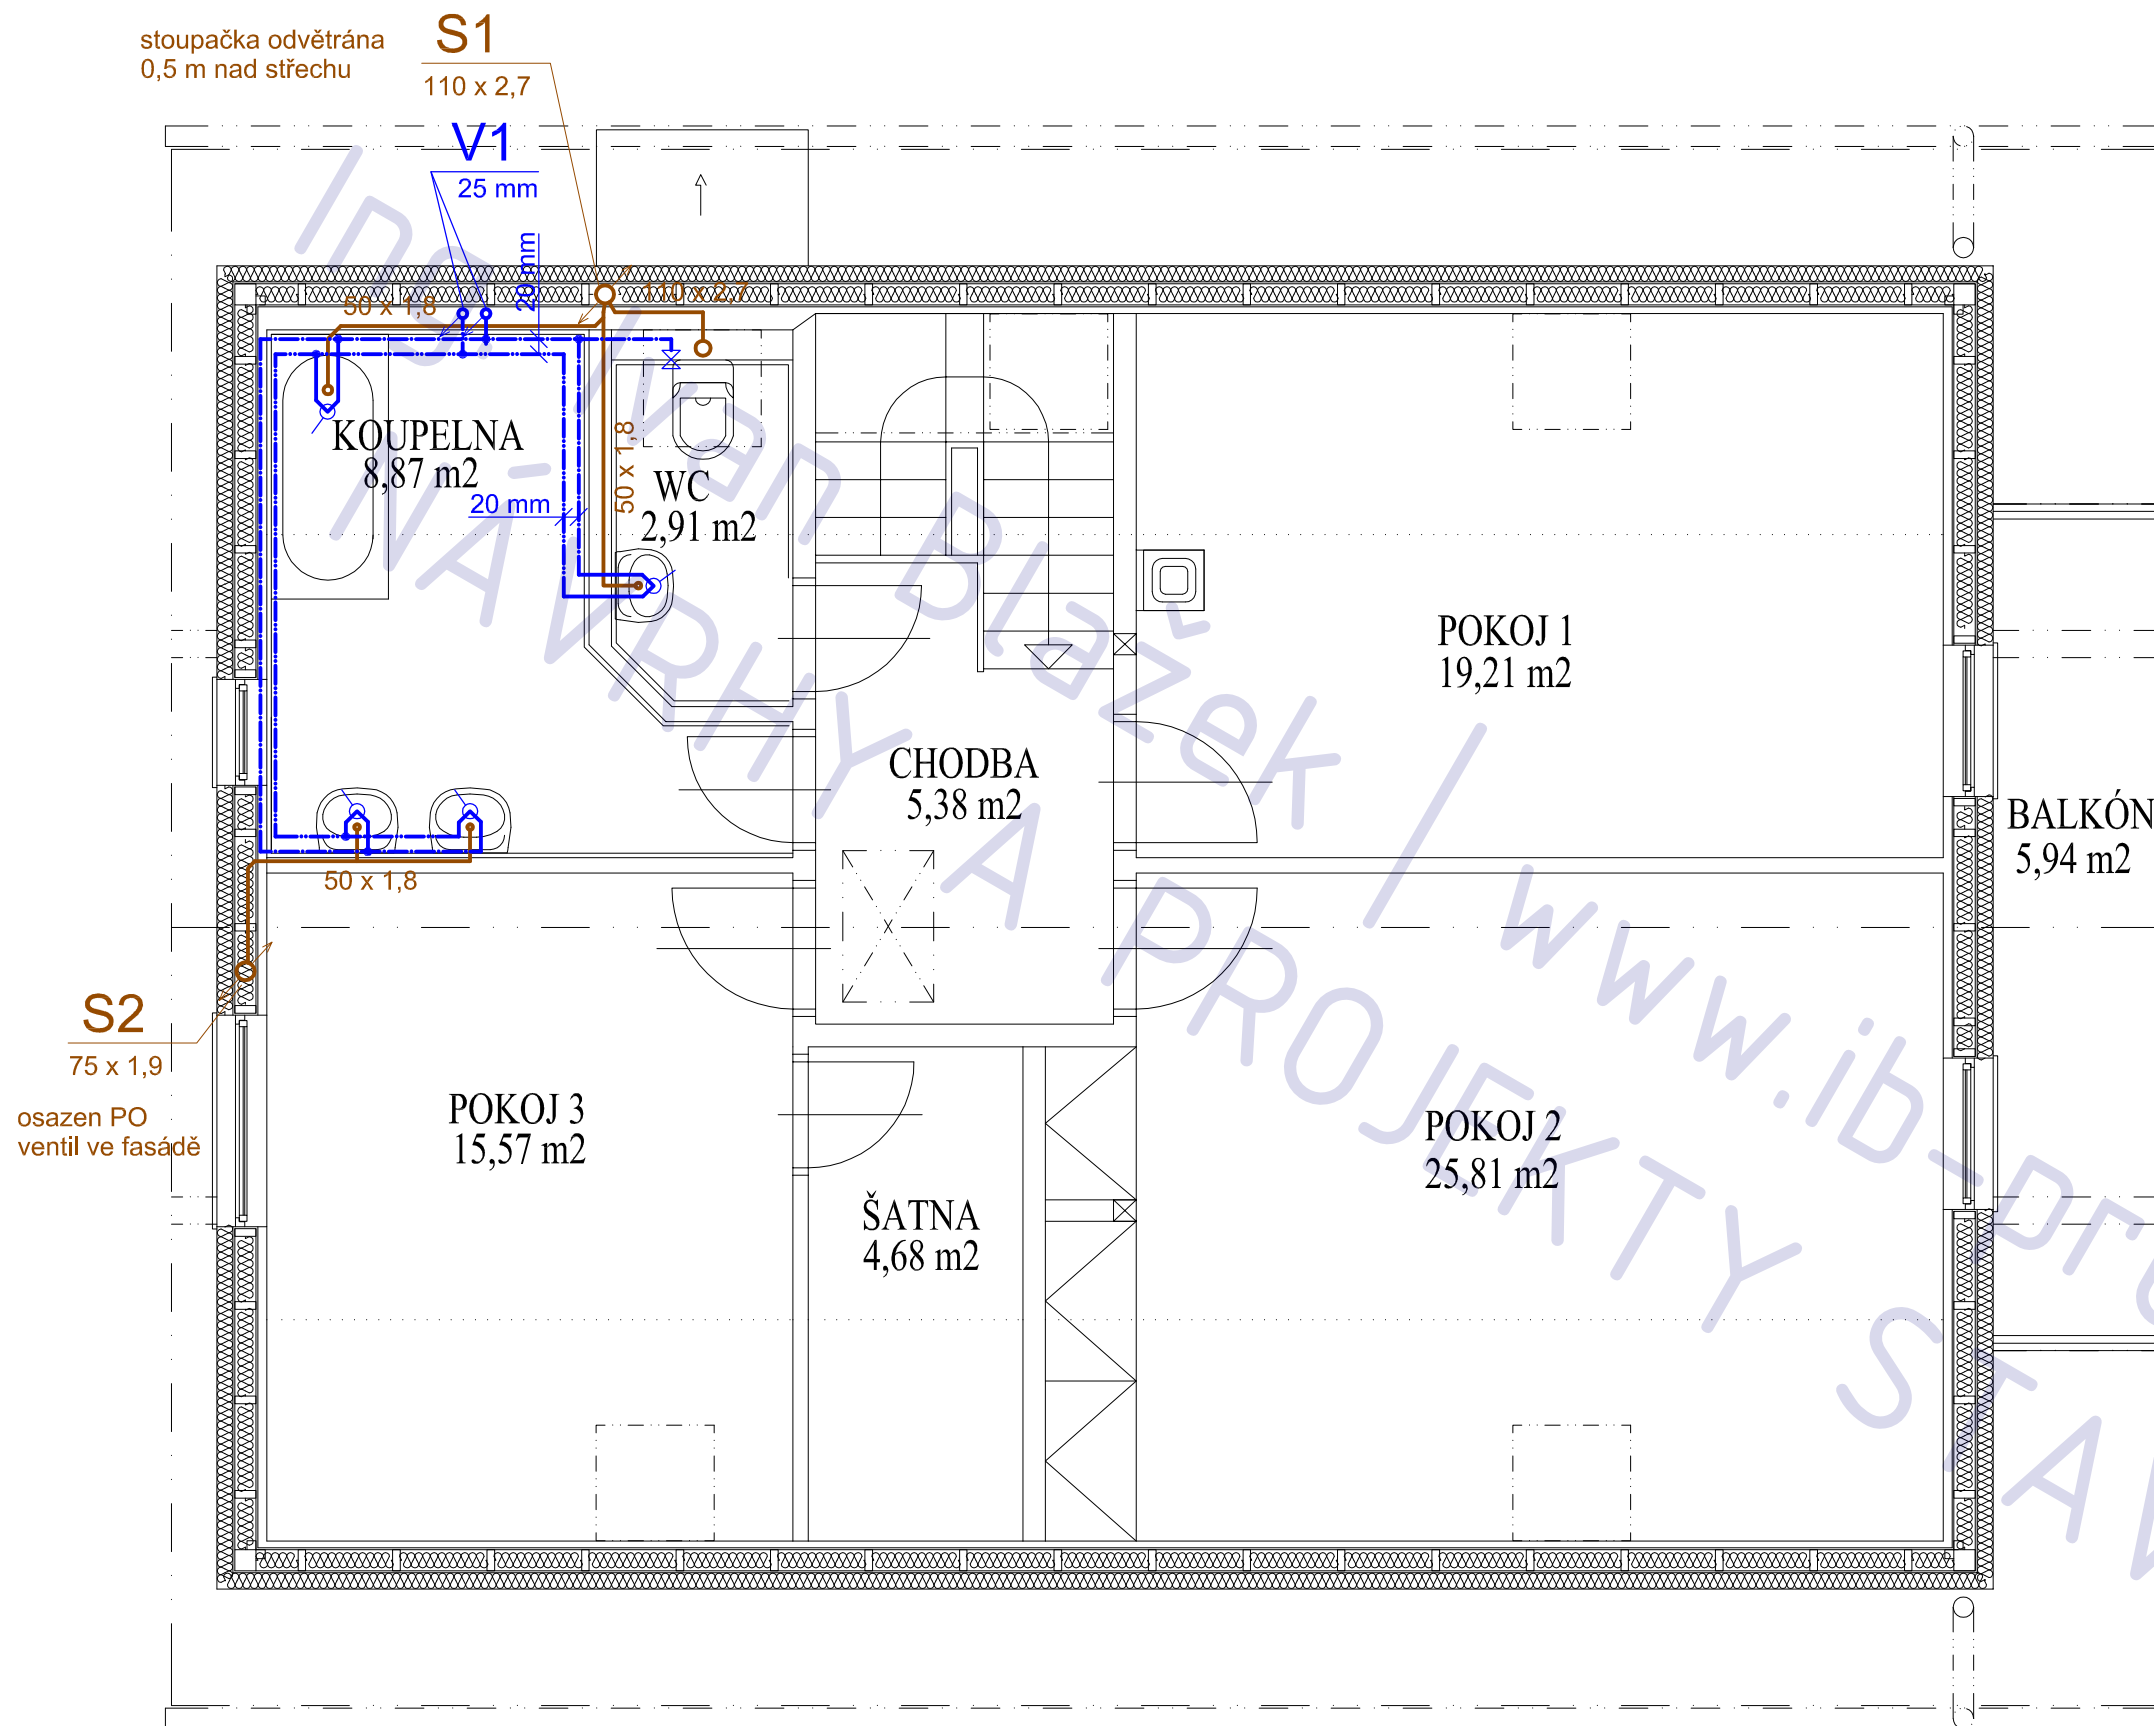 stoupačka odvětrána
0,5 m nad střechu
S1
110 x 2,7
V1
25 mm
20 mm
50 x 1,8
110 x 2,7
KOUPELNA
8,87 m2
20 mm
50 x 1,8
WC
2,91 m2
POKOJ 1
19,21 m2
CHODBA
5,38 m2
BALKÓN
5,94 m2
50 x 1,8
S2
75 x 1,9
osazen PO
ventil ve fasádě
POKOJ 3
15,57 m2
POKOJ 2
25,81 m2
ŠATNA
4,68 m2
Ing. Ivan Blažek / www.ib-pro
NÁVRHY A PROJEKTY STAV